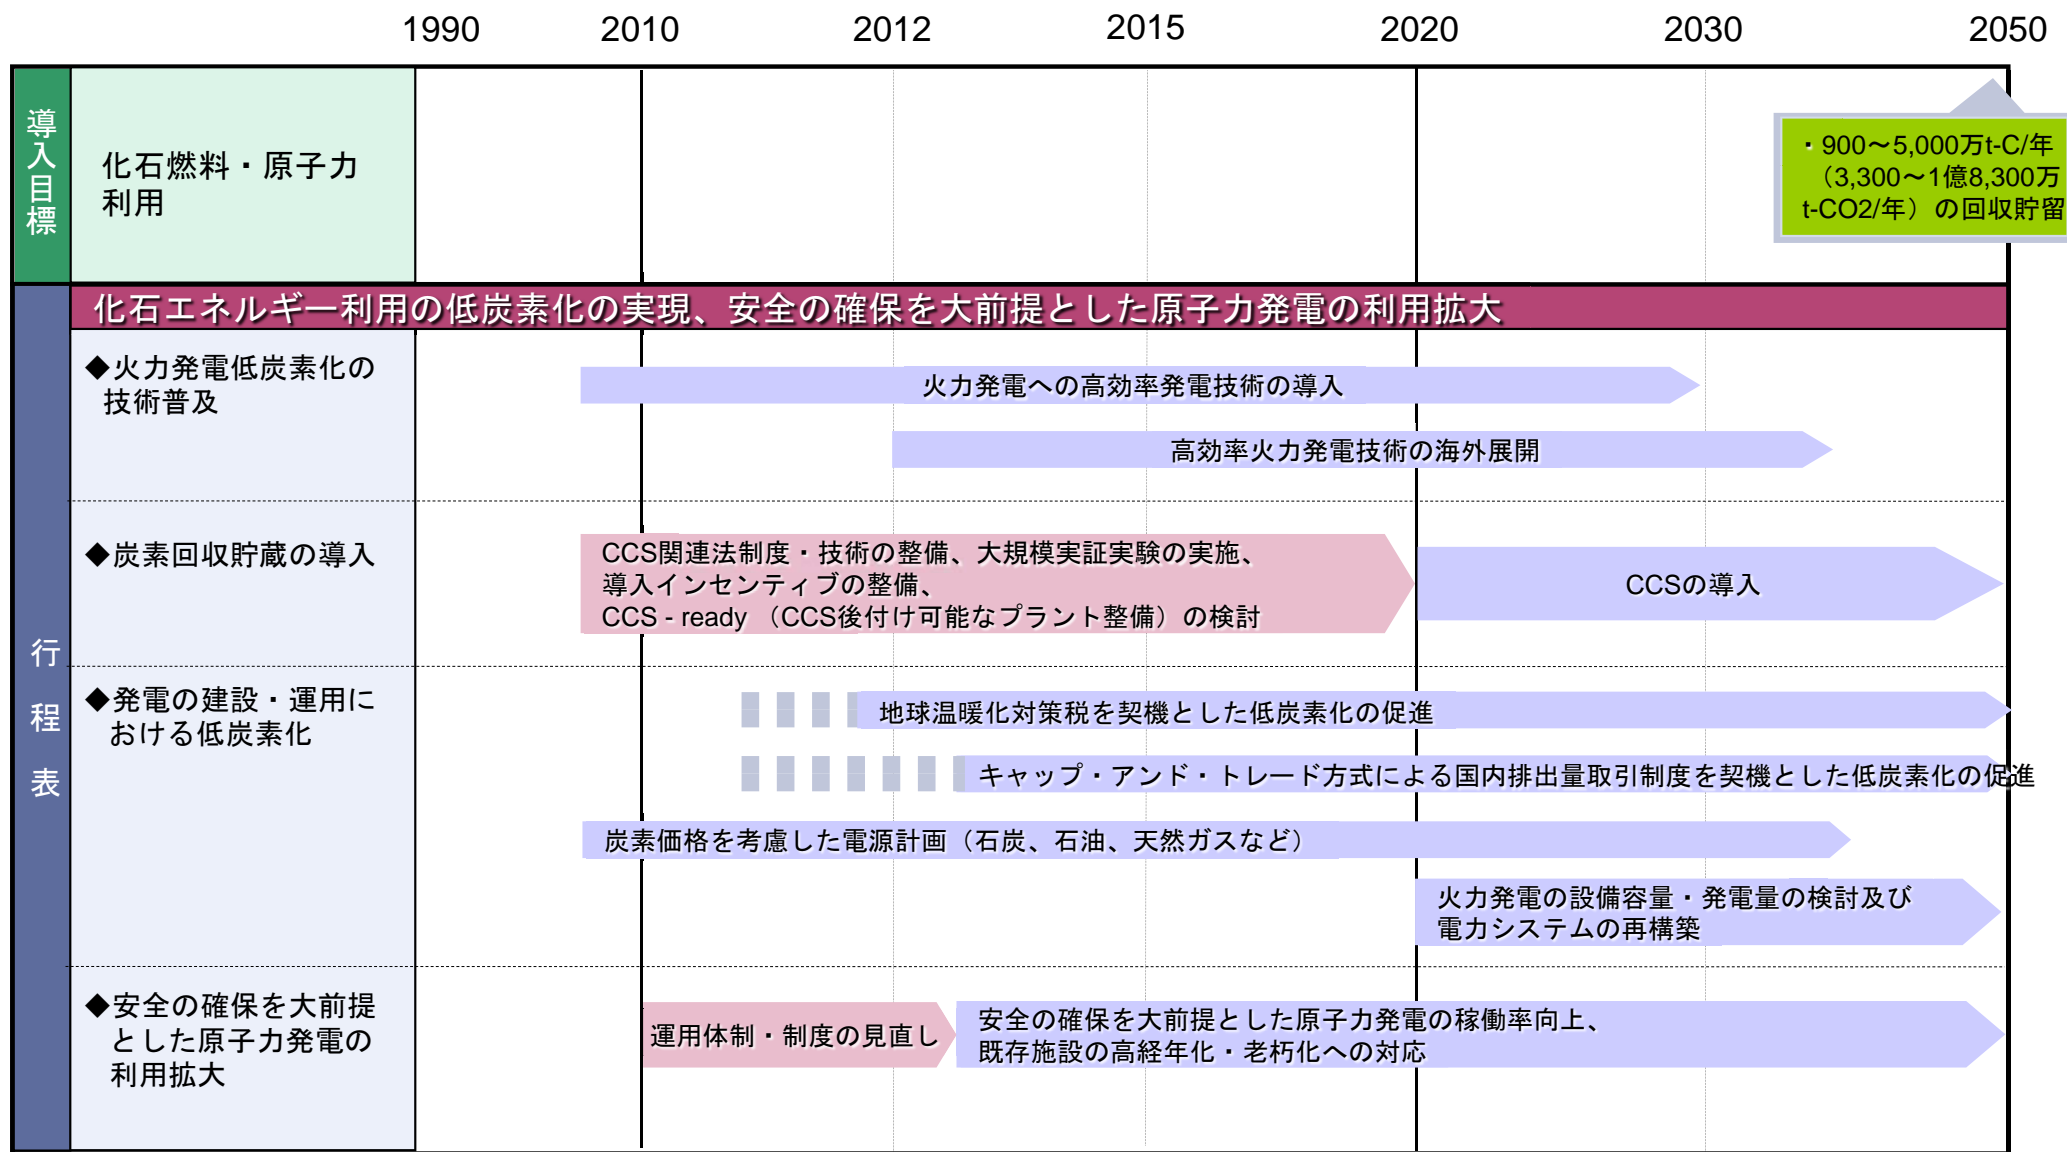 1990 2010 2012 2015 2020 2030 2050
導入目標
化石燃料・原子力
利用
・900～5,000万t-C/年
（3,300～1億8,300万
t-CO2/年）の回収貯留
行程表
化石エネルギー利用の低炭素化の実現、安全の確保を大前提とした原子力発電の利用拡大
◆火力発電低炭素化の
技術普及
火力発電への高効率発電技術の導入
高効率火力発電技術の海外展開
◆炭素回収貯蔵の導入
CCS関連法制度・技術の整備、大規模実証実験の実施、
導入インセンティブの整備、
CCS - ready （CCS後付け可能なプラント整備）の検討
CCSの導入
◆発電の建設・運用に
おける低炭素化
地球温暖化対策税を契機とした低炭素化の促進
キャップ・アンド・トレード方式による国内排出量取引制度を契機とした低炭素化の促進
炭素価格を考慮した電源計画（石炭、石油、天然ガスなど）
火力発電の設備容量・発電量の検討及び
電力システムの再構築
◆安全の確保を大前提
とした原子力発電の
利用拡大
運用体制・制度の見直し
安全の確保を大前提とした原子力発電の稼働率向上、
既存施設の高経年化・老朽化への対応